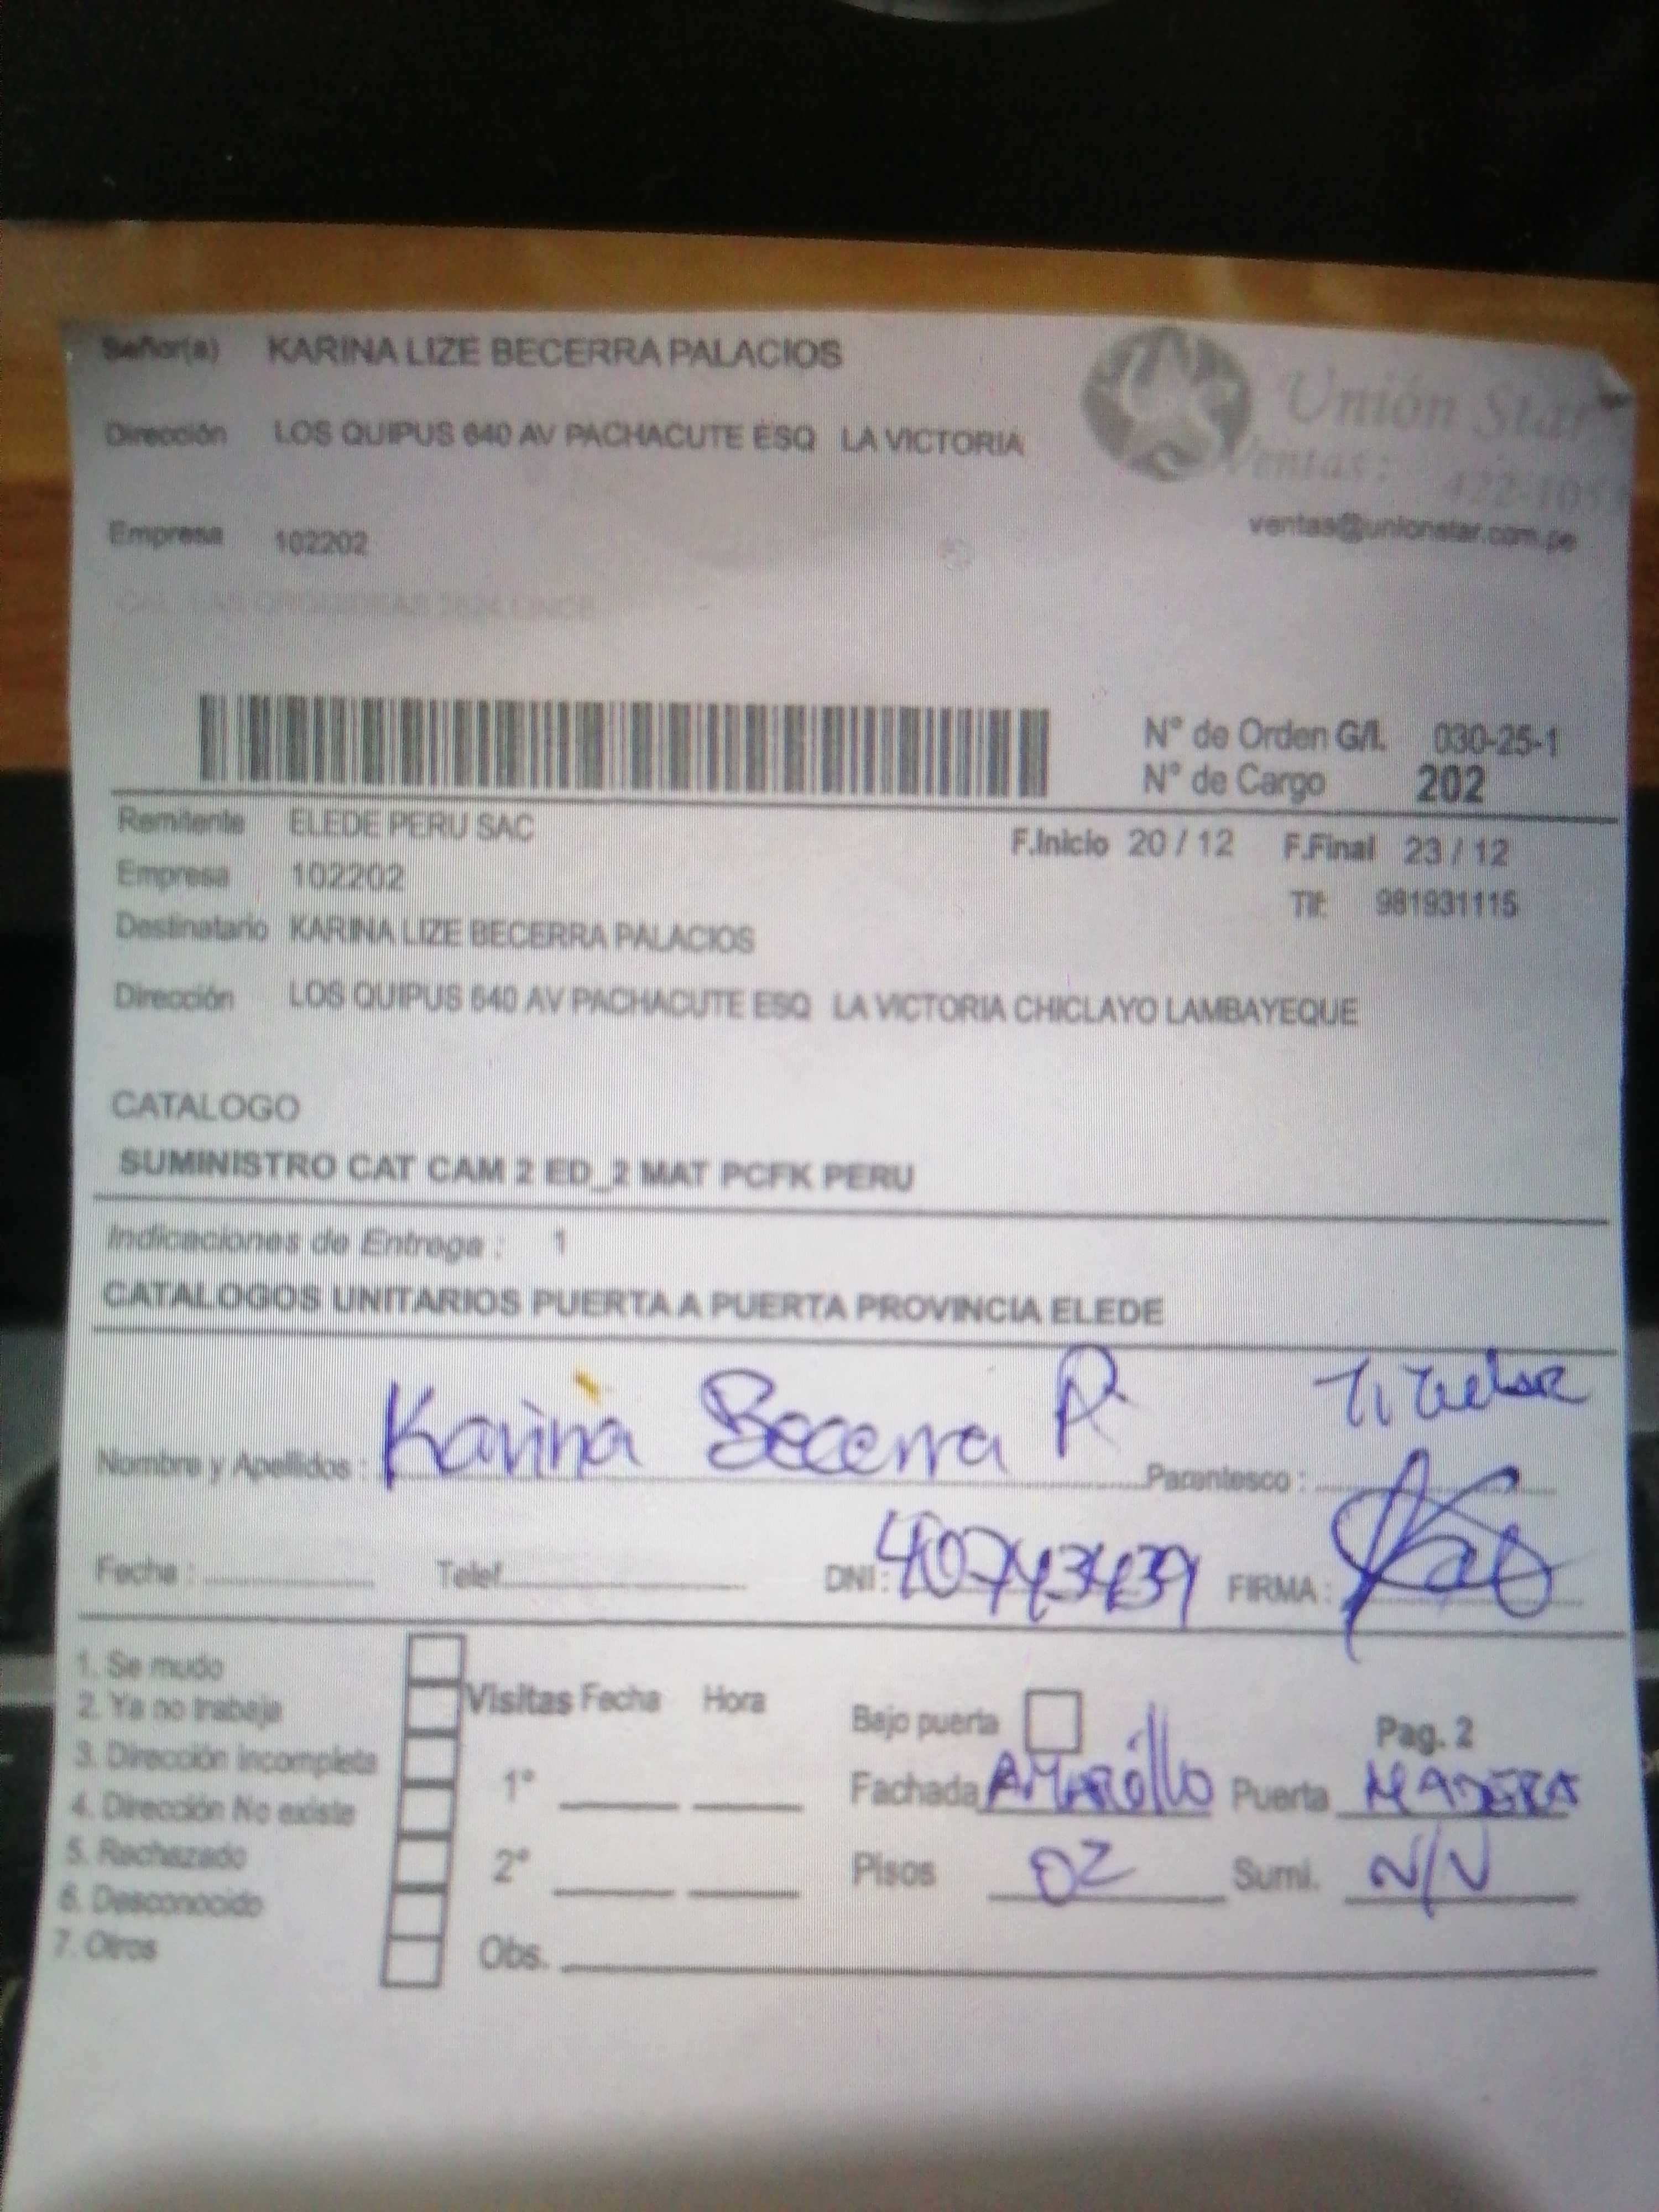 Señor(a) KARINA LIZE BECERRA PALACIOS
Unión Star
Dirección LOS QUIPUS 640 AV PACHACUTE ESQ LA VICTORIA
Ventas: 422-105
ventas@unionstar.com.pe
Empresa 102202
N° de Orden G/I. 030-25-1
N° de Cargo 202
Remitente ELEDE PERU SAC
F.Inicio 20 / 12 F.Final 23 / 12
Empresa 102202
Tlf: 981931115
Destinatario KARINA LIZE BECERRA PALACIOS
Dirección LOS QUIPUS 640 AV PACHACUTE ESQ LA VICTORIA CHICLAYO LAMBAYEQUE
CATALOGO
SUMINISTRO CAT CAM 2 ED_2 MAT PCFK PERU
Indicaciones de Entrega : 1
CATALOGOS UNITARIOS PUERTA A PUERTA PROVINCIA ELEDE
Nombre y Apellidos : Karina Becerra P. Parentesco : Titular
Fecha : Telef. DNI : 40743439 FIRMA :
1. Se mudo
2. Ya no trabaja
3. Dirección incompleta
4. Dirección No existe
5. Rechazado
6. Desconocido
7. Otros
Visitas Fecha Hora
1°
2°
Obs.
Bajo puerta Pag. 2
Fachada AMARillo Puerta MADERA
Pisos 02 Sumi. N/N